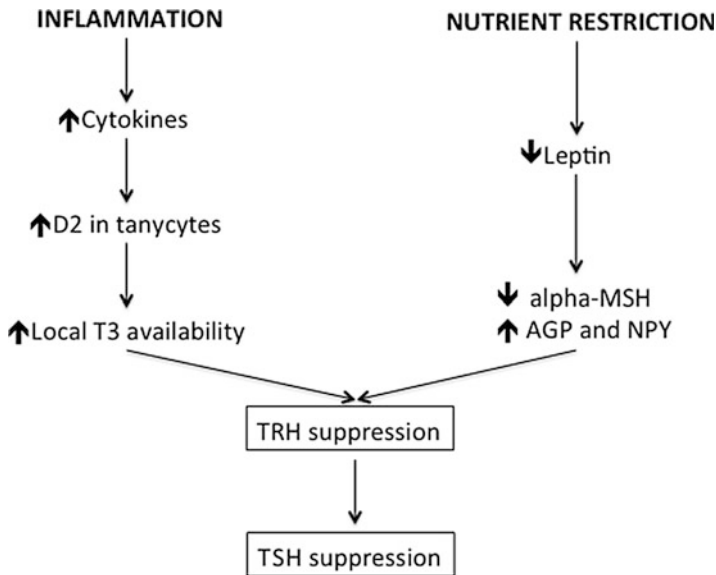 INFLAMMATION
↑Cytokines
↑D2 in tanycytes
↑Local T3 availability
NUTRIENT RESTRICTION
↓Leptin
↓ alpha-MSH
↑ AGP and NPY
TRH suppression
TSH suppression